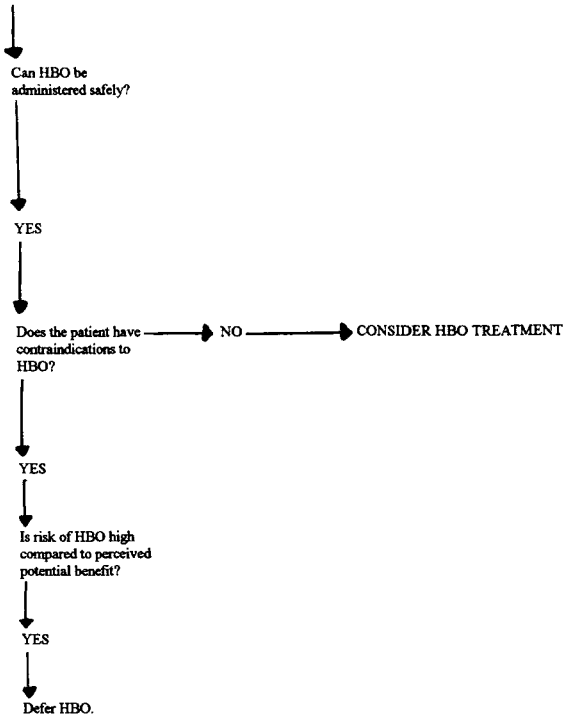 Can HBO be
administered safely?
YES
Does the patient have
contraindications to
HBO?
NO
CONSIDER HBO TREATMENT
YES
Is risk of HBO high
compared to perceived
potential benefit?
YES
Defer HBO.